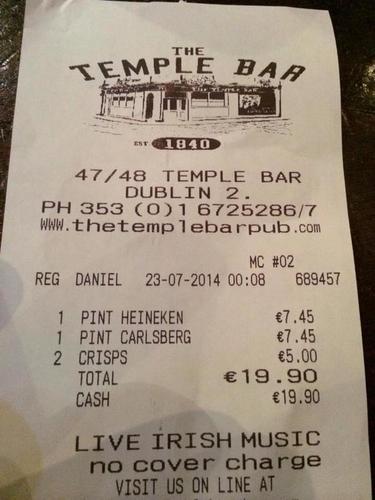 THE
TEMPLE BAR
THE TEMPLE BAR
EST 1840
47/48 TEMPLE BAR
DUBLIN 2.
PH 353 (0)1 6725286/7
WWW.thetemplebarpub.com
MC #02
REG DANIEL 23-07-2014 00:08 689457
1 PINT HEINEKEN €7.45
1 PINT CARLSBERG €7.45
2 CRISPS €5.00
TOTAL €19.90
CASH €19.90
LIVE IRISH MUSIC
no cover charge
VISIT US ON LINE AT